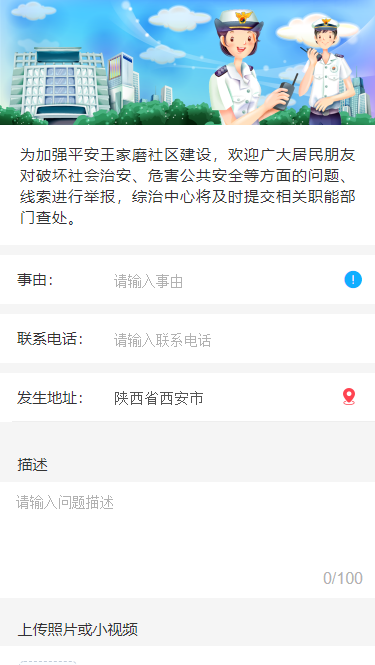 为加强平安王家磨社区建设，欢迎广大居民朋友
对破坏社会治安、危害公共安全等方面的问题、
线索进行举报，综治中心将及时提交相关职能部
门查处。
事由： 请输入事由
联系电话： 请输入联系电话
发生地址： 陕西省西安市
描述
请输入问题描述
0/100
上传照片或小视频